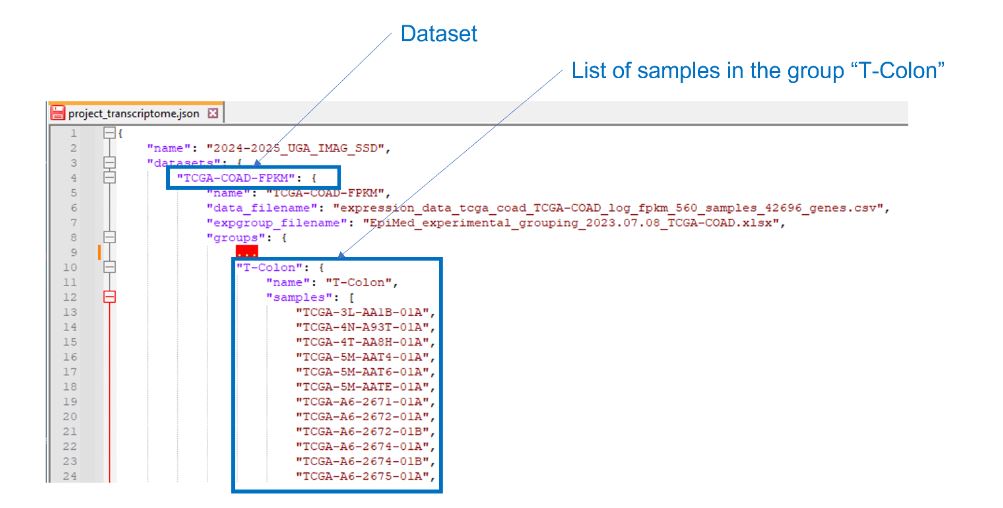 Dataset
List of samples in the group “T-Colon”
project_transcriptome.json
1 {
2 "name": "2024-2025_UGA_IMAG_SSD",
3 "datasets": {
4 "TCGA-COAD-FPKM": {
5 "name": "TCGA-COAD-FPKM",
6 "data_filename": "expression_data_tcga_coad_TCGA-COAD_log_fpkm_560_samples_42696_genes.csv",
7 "expgroup_filename": "EpiMed_experimental_grouping_2023.07.08_TCGA-COAD.xlsx",
8 "groups": {
9 ...
10 "T-Colon": {
11 "name": "T-Colon",
12 "samples": [
13 "TCGA-3L-AA1B-01A",
14 "TCGA-4N-A93T-01A",
15 "TCGA-4T-AA8H-01A",
16 "TCGA-5M-AAT4-01A",
17 "TCGA-5M-AAT6-01A",
18 "TCGA-5M-AATE-01A",
19 "TCGA-A6-2671-01A",
20 "TCGA-A6-2672-01A",
21 "TCGA-A6-2672-01B",
22 "TCGA-A6-2674-01A",
23 "TCGA-A6-2674-01B",
24 "TCGA-A6-2675-01A",